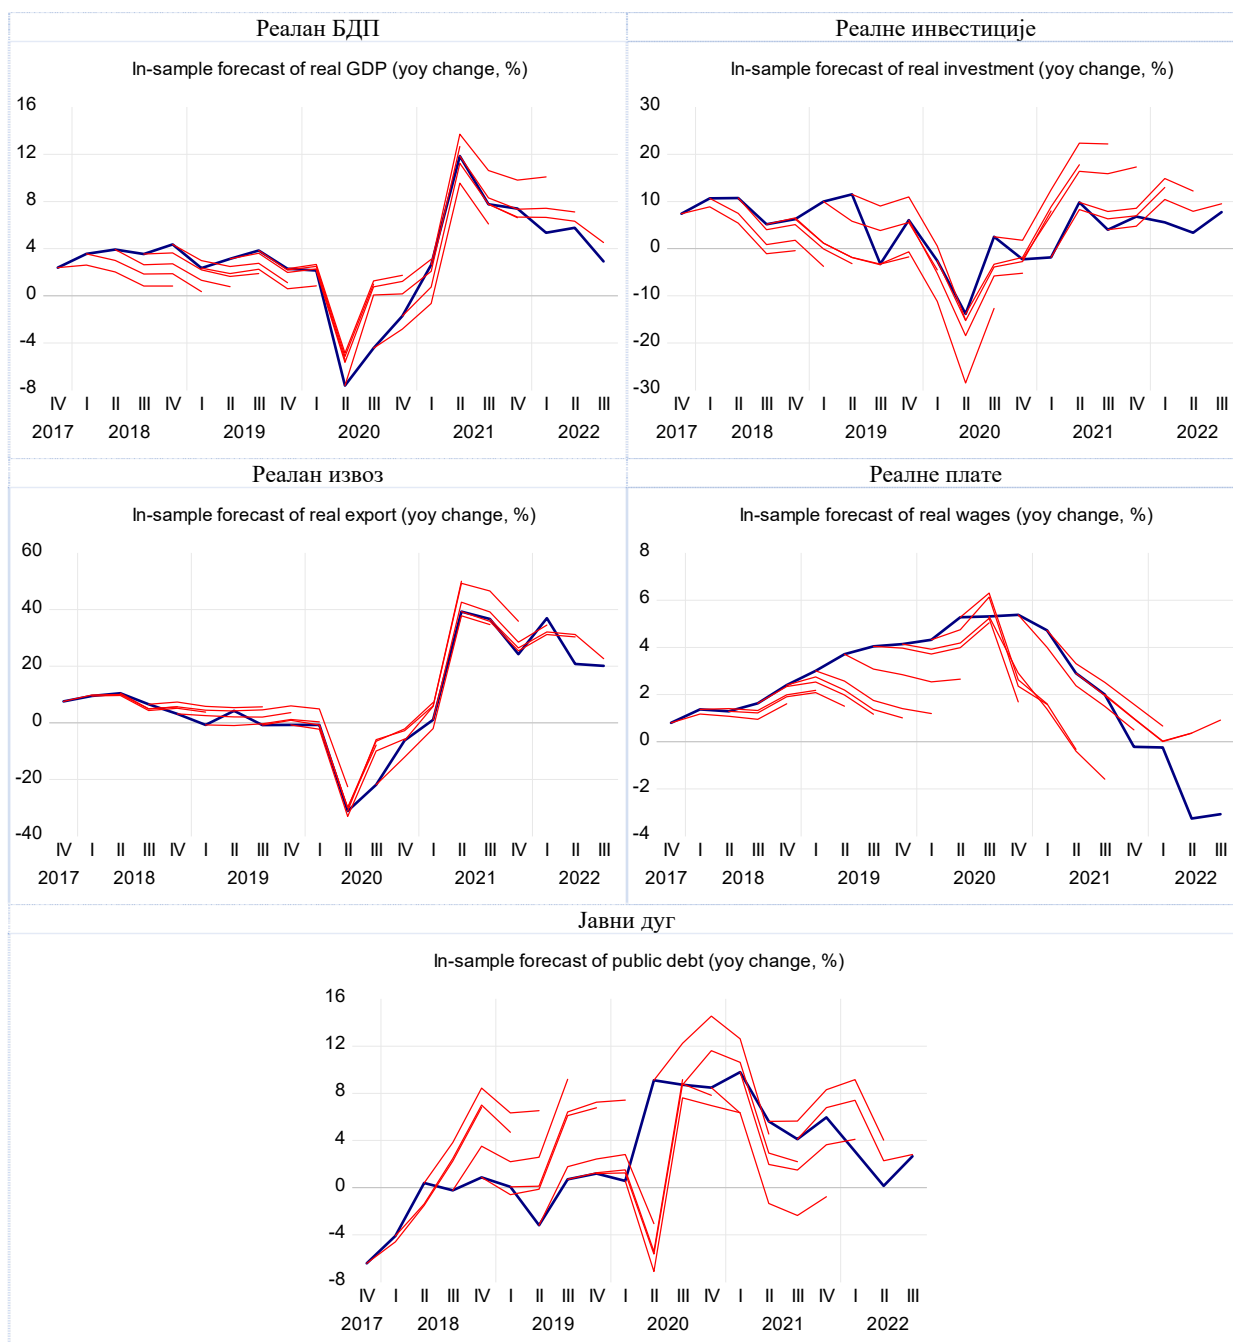 Реалан БДП
In-sample forecast of real GDP (yoy change, %)
16
12
8
4
0
-4
-8
IV I II III IV I II III IV I II III IV I II III IV I II III
2017 2018 2019 2020 2021 2022
Реалне инвестиције
In-sample forecast of real investment (yoy change, %)
30
20
10
0
-10
-20
-30
IV I II III IV I II III IV I II III IV I II III IV I II III
2017 2018 2019 2020 2021 2022
Реалан извоз
In-sample forecast of real export (yoy change, %)
60
40
20
0
-20
-40
IV I II III IV I II III IV I II III IV I II III IV I II III
2017 2018 2019 2020 2021 2022
Реалне плате
In-sample forecast of real wages (yoy change, %)
8
6
4
2
0
-2
-4
IV I II III IV I II III IV I II III IV I II III IV I II III
2017 2018 2019 2020 2021 2022
Јавни дуг
In-sample forecast of public debt (yoy change, %)
16
12
8
4
0
-4
-8
IV I II III IV I II III IV I II III IV I II III IV I II III
2017 2018 2019 2020 2021 2022